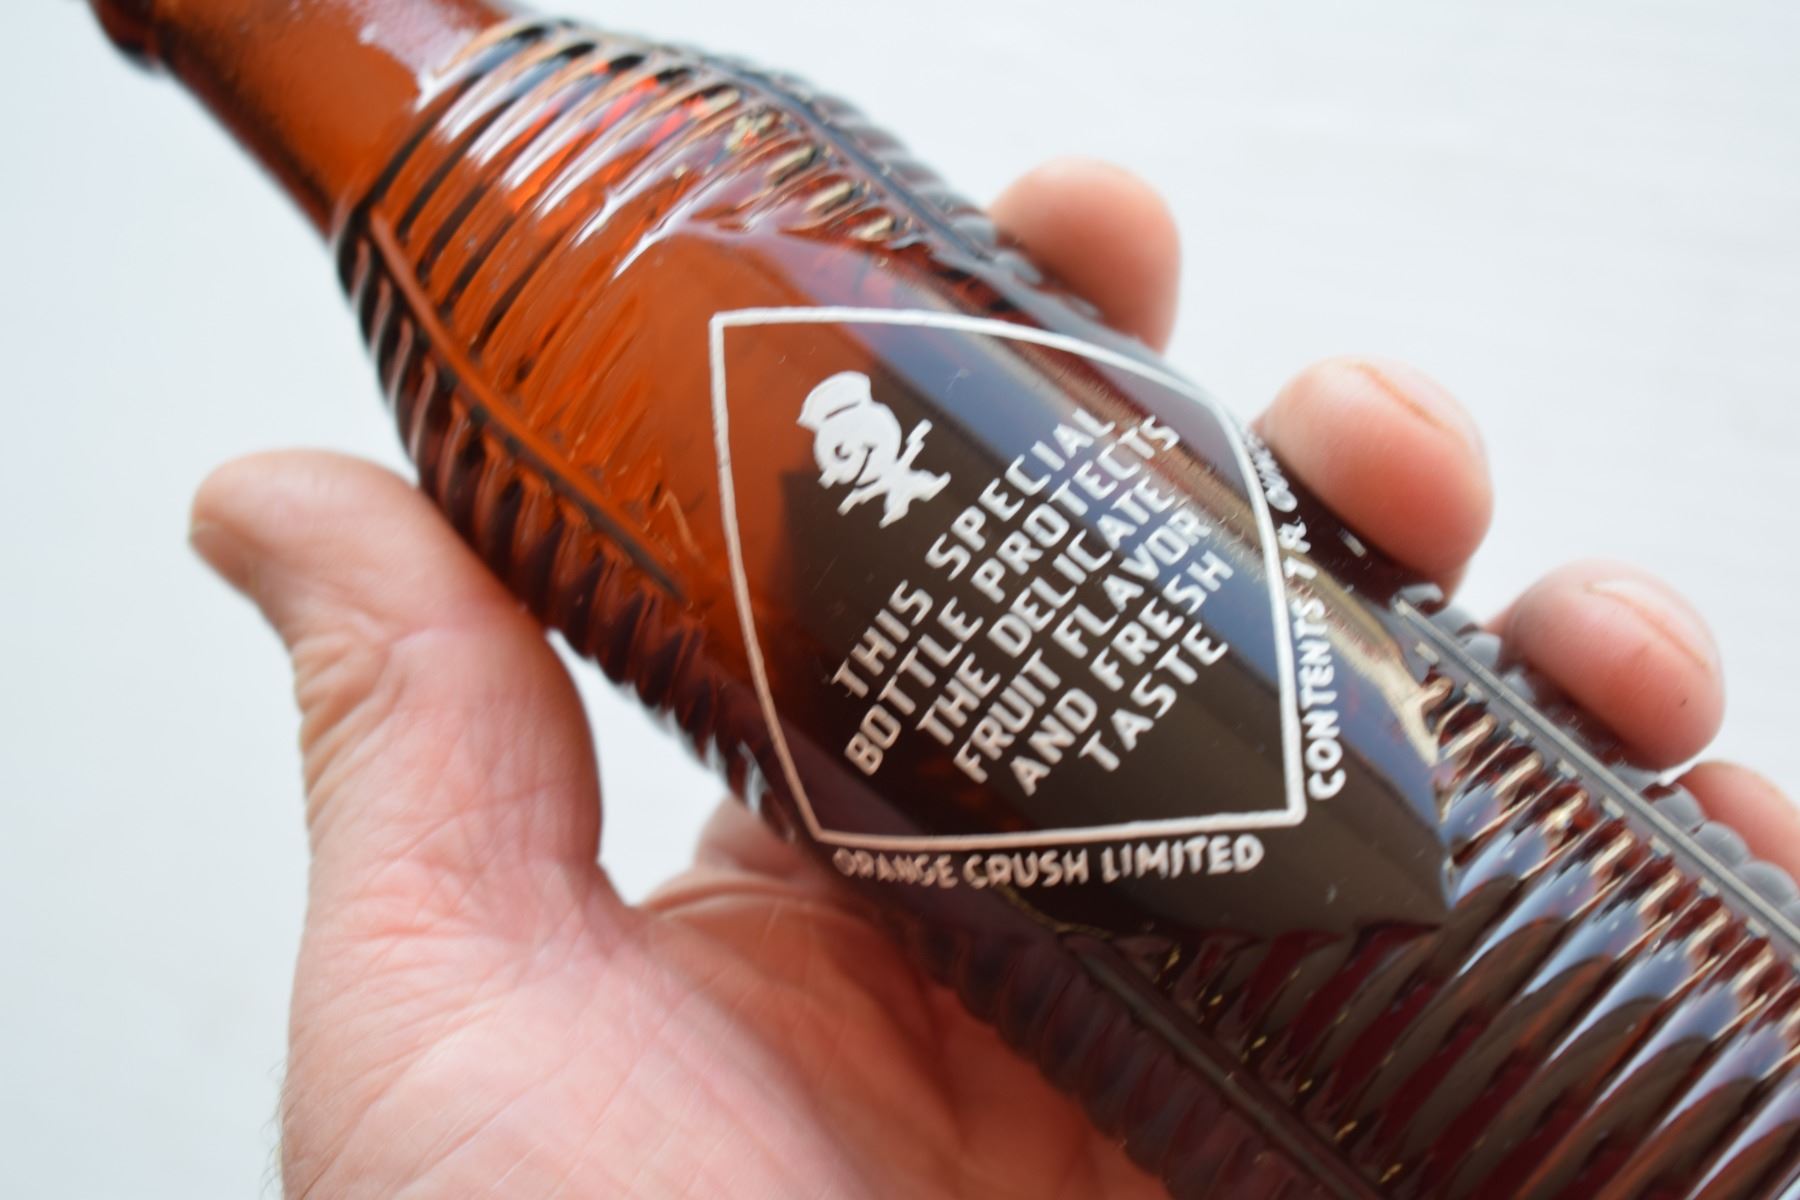 THIS SPECIAL
BOTTLE PROTECTS
THE DELICATE
FRUIT FLAVOR
AND FRESH
TASTE
ORANGE CRUSH LIMITED
CONTENTS